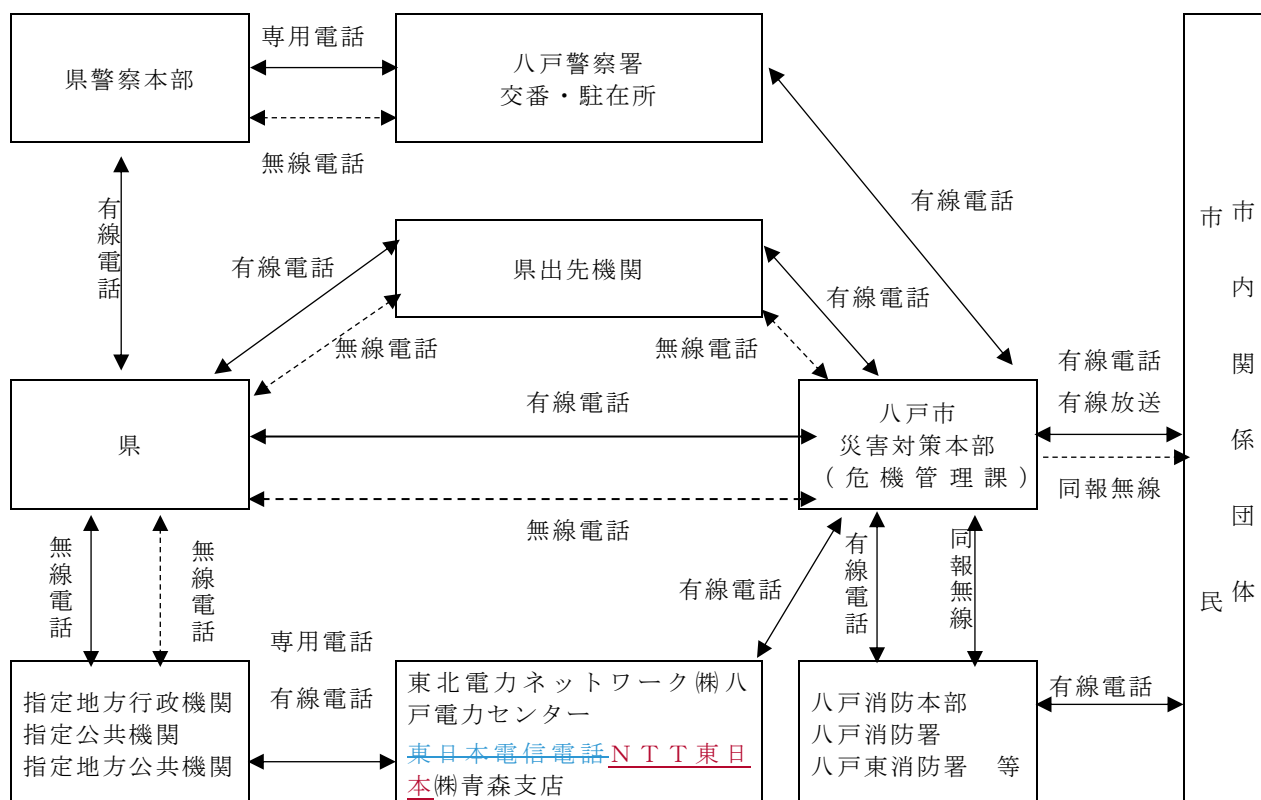 専用電話
県警察本部
八戸警察署
交番・駐在所
無線電話
有線電話
有線電話
有線電話
県出先機関
有線電話
無線電話
無線電話
有線電話
有線電話
有線放送
県
八戸市
災害対策本部
(危機管理課)
同報無線
無線電話
市内関係団体
市民
無線電話
無線電話
有線電話
有線電話
同報無線
専用電話
有線電話
指定地方行政機関
指定公共機関
指定地方公共機関
東北電力ネットワーク㈱八
戸電力センター
東日本電信電話ＮＴＴ東日
本㈱青森支店
八戸消防本部
八戸消防署
八戸東消防署　等
有線電話